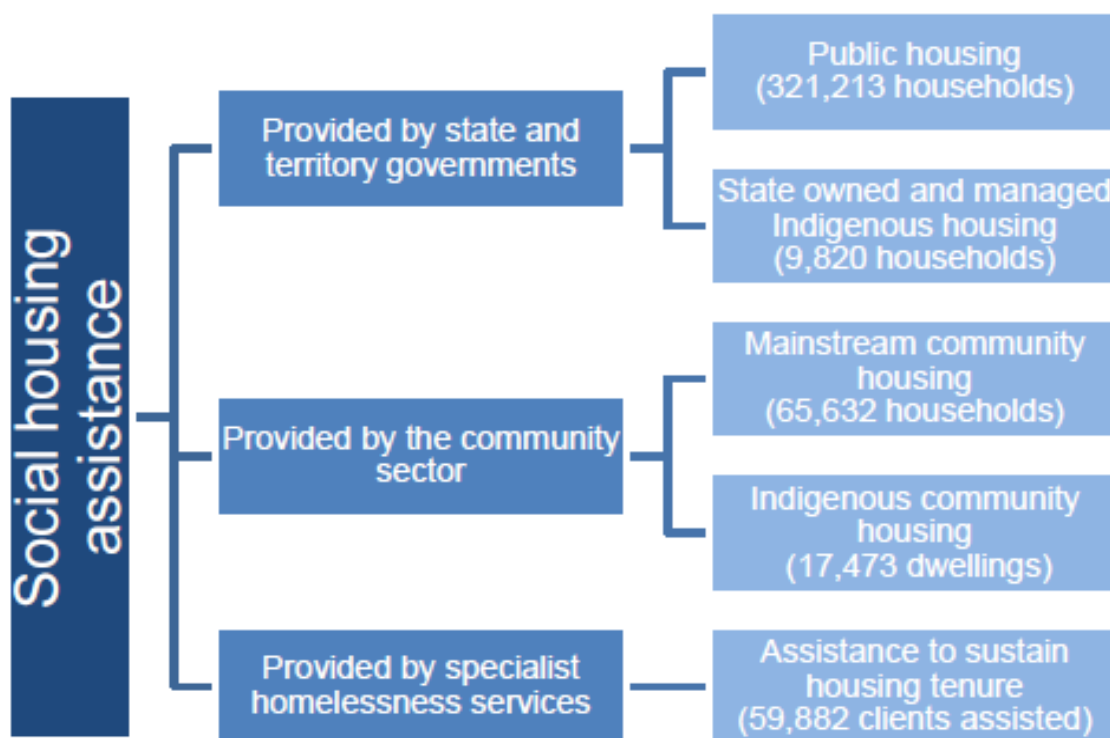 Social housing
assistance
Provided by state and
territory governments
Public housing
(321,213 households)
State owned and managed
Indigenous housing
(9,820 households)
Provided by the community
sector
Mainstream community
housing
(65,632 households)
Indigenous community
housing
(17,473 dwellings)
Provided by specialist
homelessness services
Assistance to sustain
housing tenure
(59,882 clients assisted)